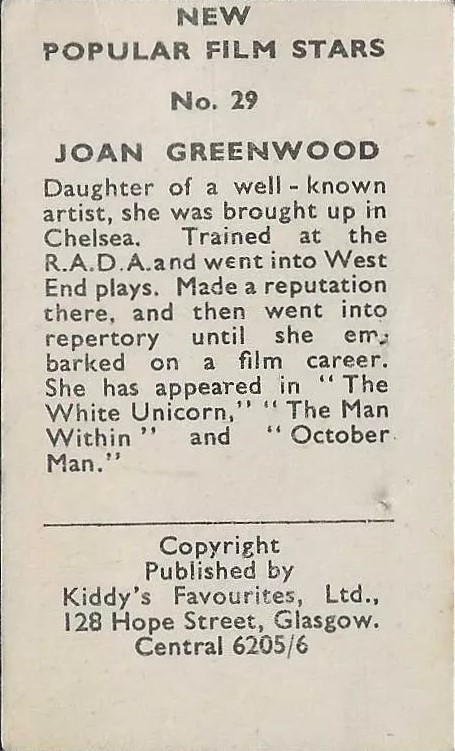 NEW
POPULAR FILM STARS
No. 29
JOAN GREENWOOD
Daughter of a well - known
artist, she was brought up in
Chelsea. Trained at the
R.A.D.A. and went into West
End plays. Made a reputation
there, and then went into
repertory until she em-
barked on a film career.
She has appeared in "The
White Unicorn," "The Man
Within" and "October
Man."
Copyright
Published by
Kiddy's Favourites, Ltd.,
128 Hope Street, Glasgow.
Central 6205/6